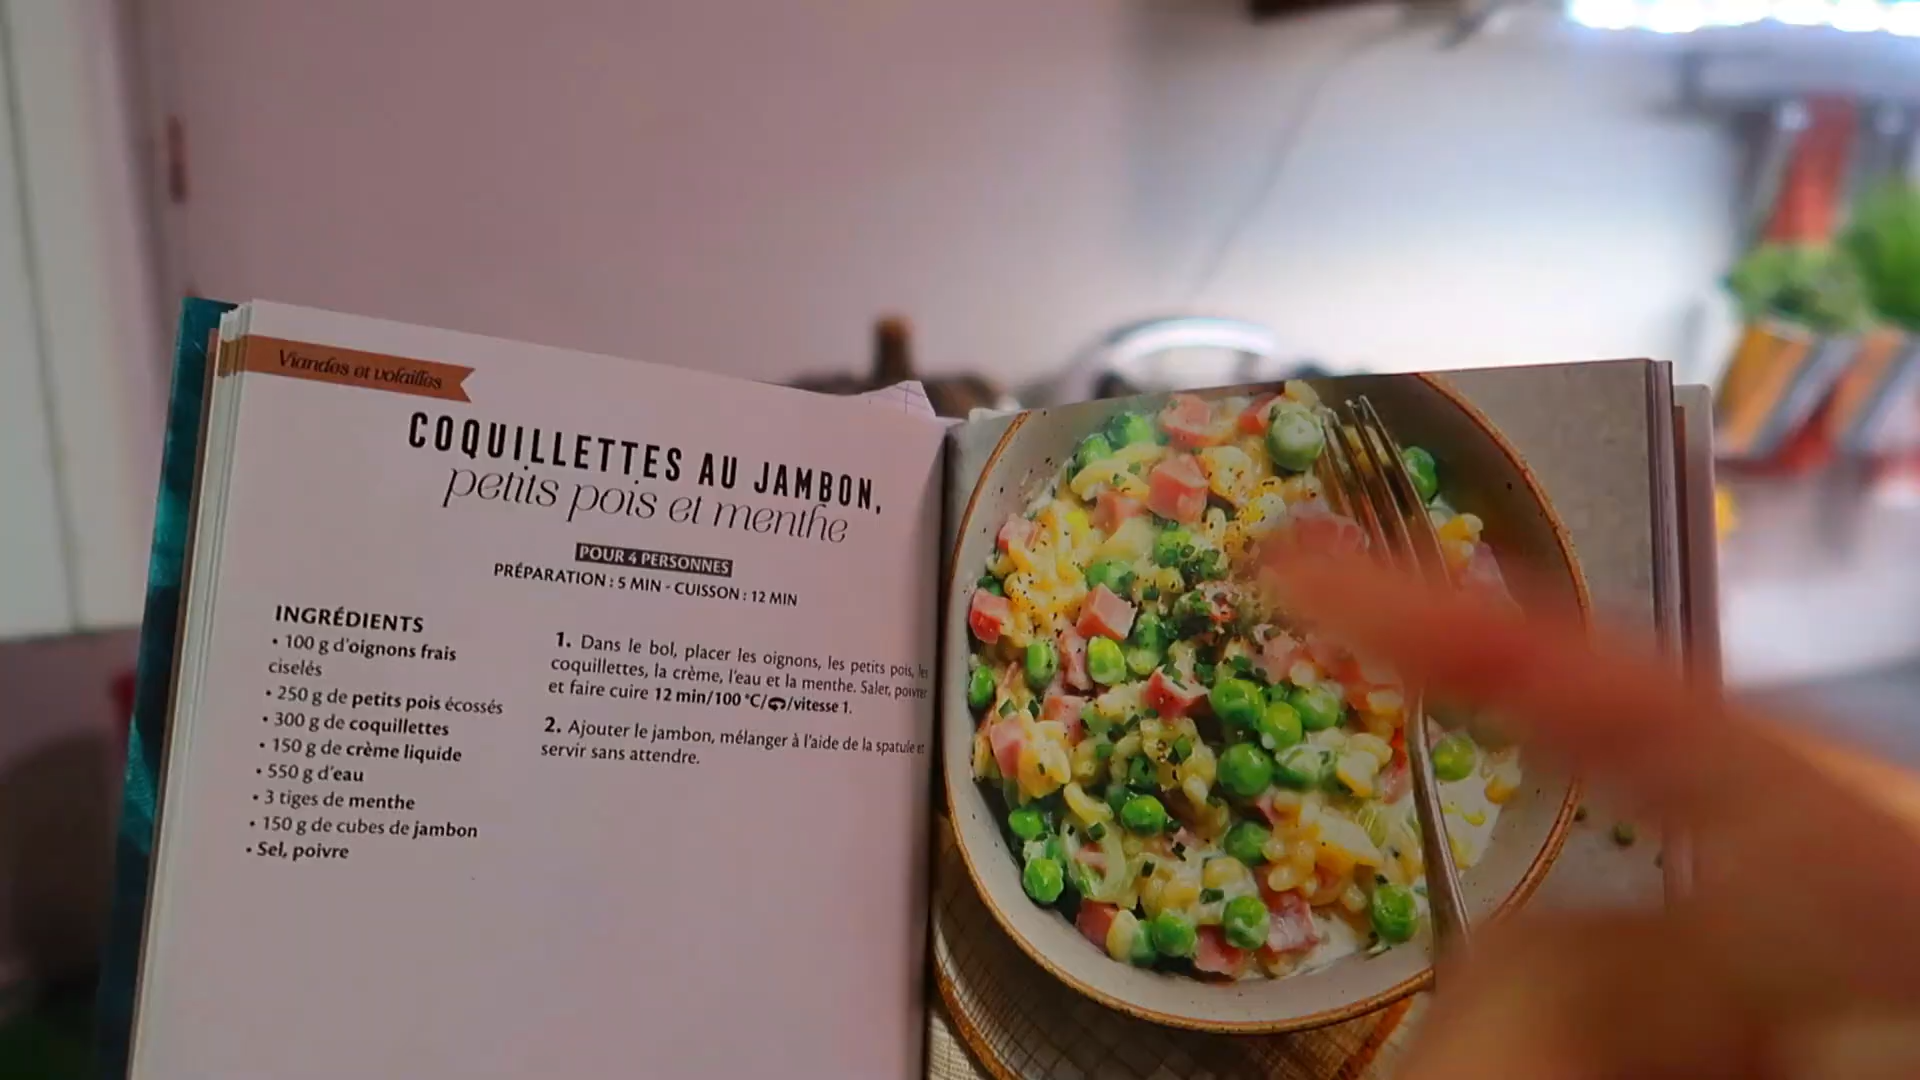 Viandes et volailles
COQUILLETTES AU JAMBON,
petits pois et menthe
POUR 4 PERSONNES
PRÉPARATION : 5 MIN - CUISSON : 12 MIN
INGRÉDIENTS
• 100 g d'oignons frais
ciselés
• 250 g de petits pois écossés
• 300 g de coquillettes
• 150 g de crème liquide
• 550 g d'eau
• 3 tiges de menthe
• 150 g de cubes de jambon
• Sel, poivre
1. Dans le bol, placer les oignons, les petits pois, les
coquillettes, la crème, l'eau et la menthe. Saler, poivrer
et faire cuire 12 min/100 °C/ /vitesse 1.
2. Ajouter le jambon, mélanger à l'aide de la spatule et
servir sans attendre.